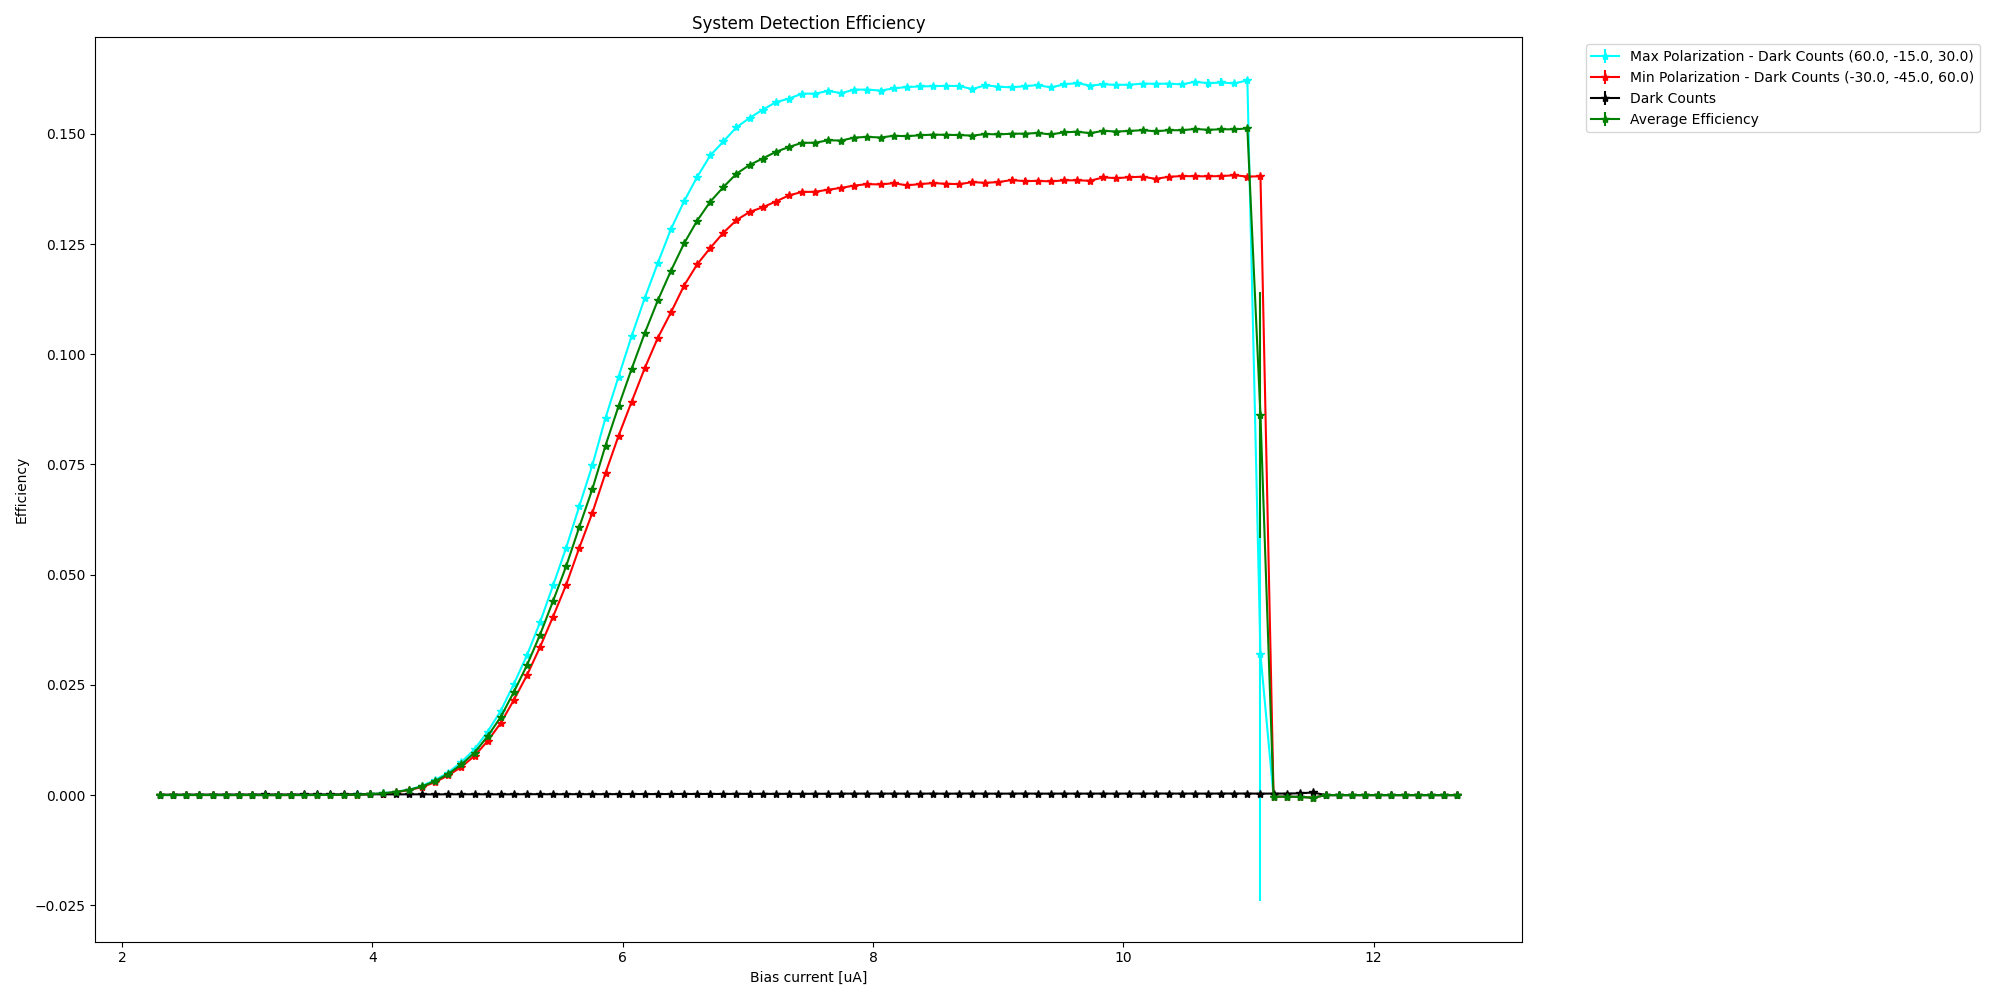 System Detection Efficiency
Max Polarization - Dark Counts (60.0, -15.0, 30.0)
Min Polarization - Dark Counts (-30.0, -45.0, 60.0)
Dark Counts
Average Efficiency
Efficiency
0.150
0.125
0.100
0.075
0.050
0.025
0.000
−0.025
2 4 6 8 10 12
Bias current [uA]